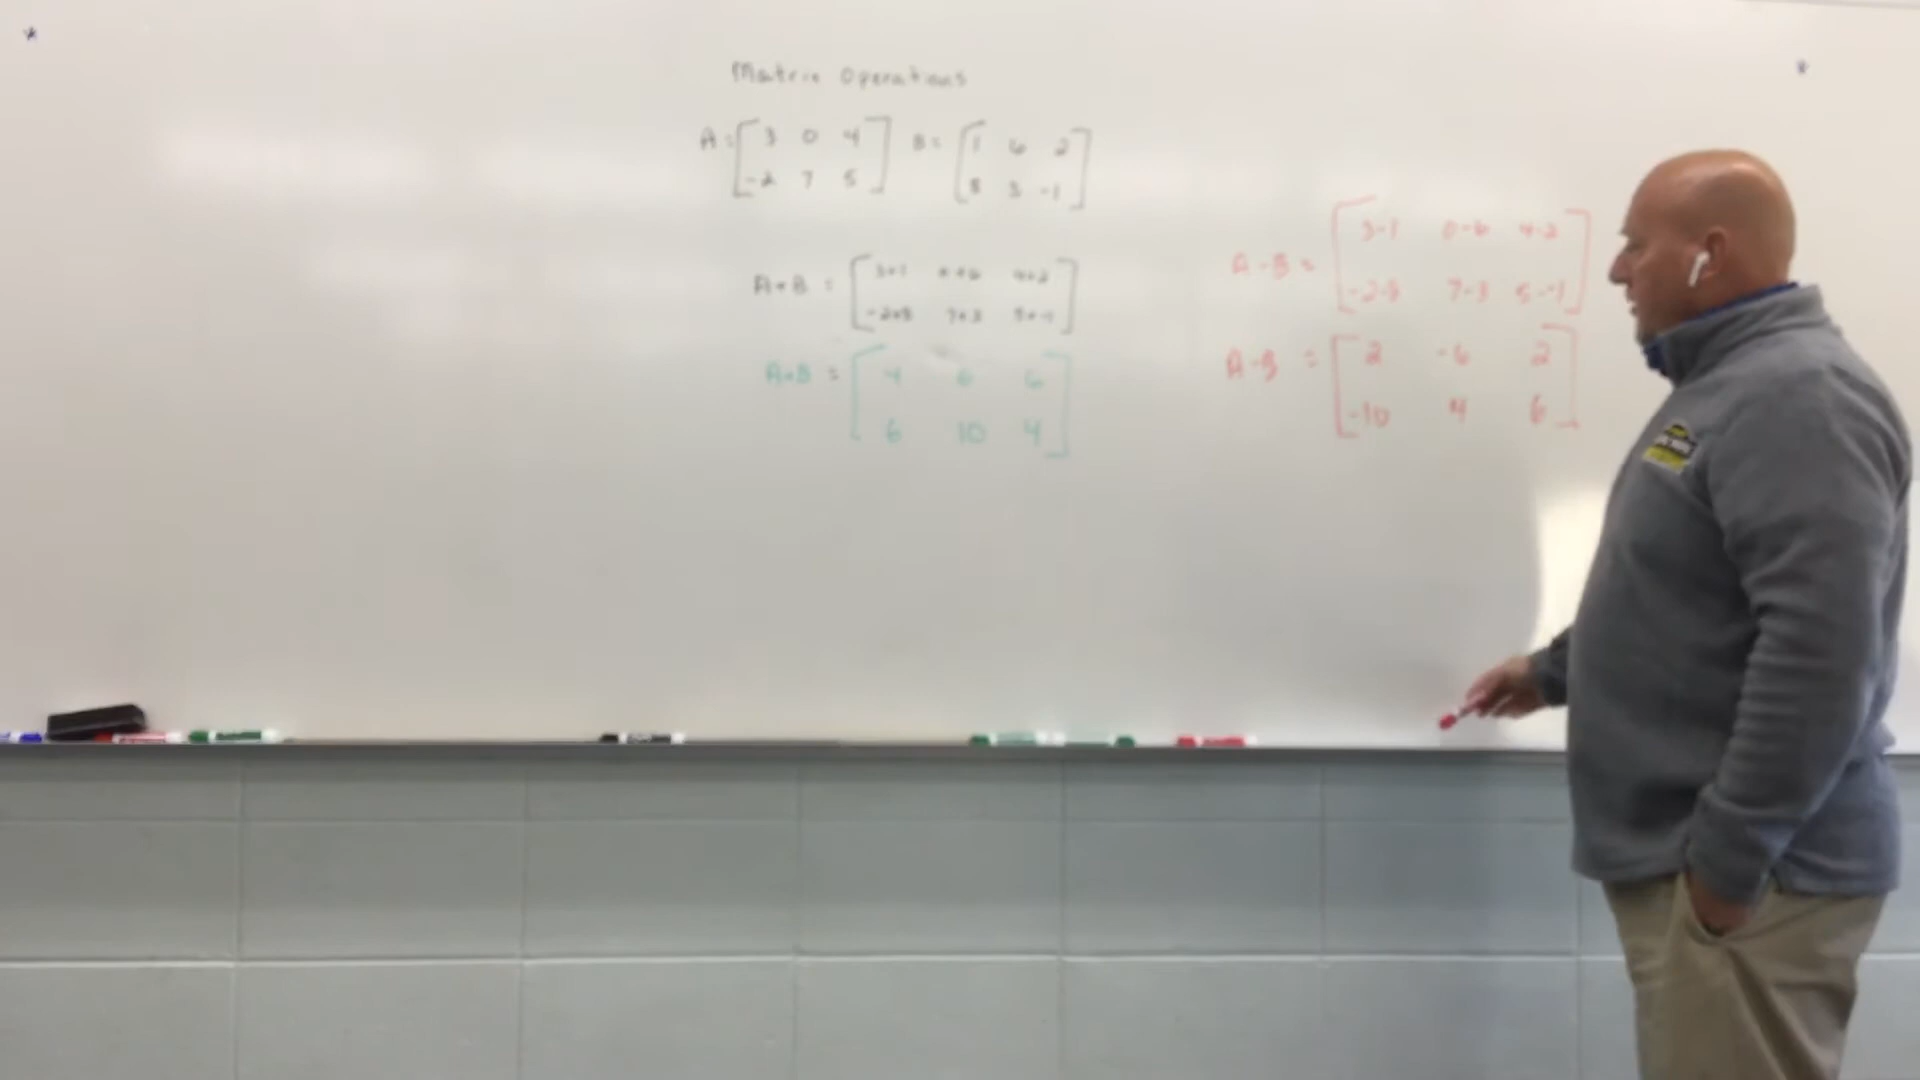 Matrix Operations
A = [ 3 0 4 B = [ 1 6 2 ]
-2 7 5 ] 8 3 -1
A+B = [ 3+1 0+6 4+2 ]
-2+8 7+3 5+-1
A+B = [ 4 6 6 ]
6 10 4
A-B = [ 3-1 0-6 4-2 ]
-2-8 7-3 5--1
A-B = [ 2 -6 2 ]
-10 4 6